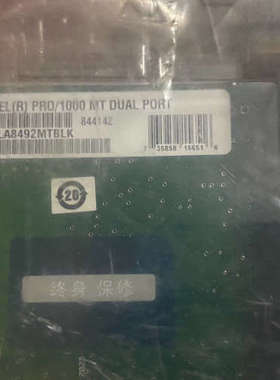 EL(R) PRO/1000 MT DUAL PORT
844142
LA8492MTBLK
20
终身 保修